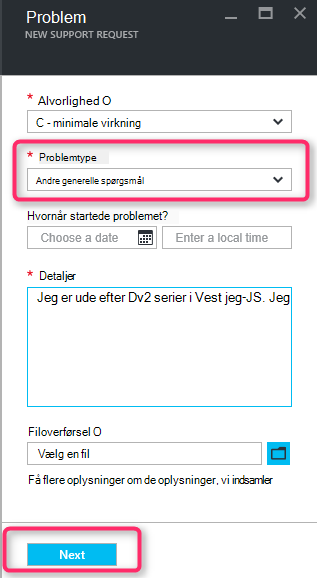 Problem
NEW SUPPORT REQUEST
* Alvorlighed O
C - minimale virkning
* Problemtype
Andre generelle spørgsmål
Hvornår startede problemet?
Choose a date
Enter a local time
* Detaljer
Jeg er ude efter Dv2 serier i Vest jeg-JS. Jeg
Filoverførsel O
Vælg en fil
Få flere oplysninger om de oplysninger, vi indsamler
Next